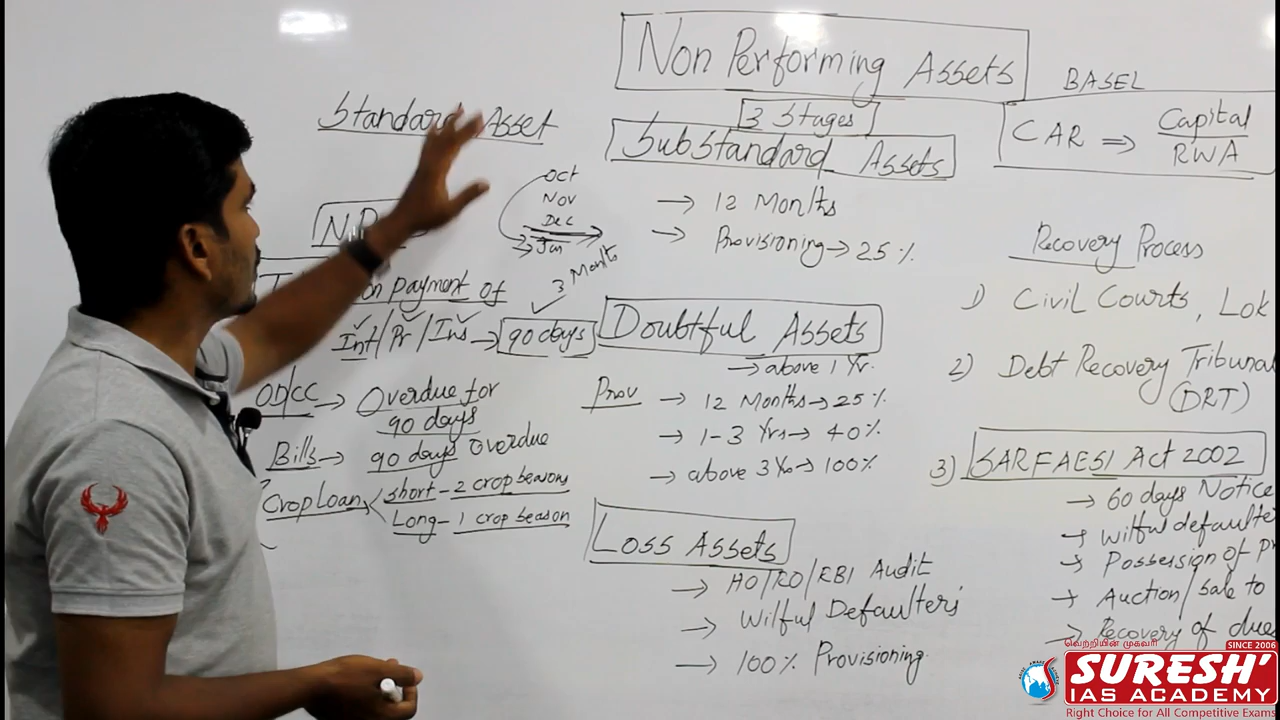 Non Performing Assets
3 Stages
BASEL
CAR ⇒ Capital
RWA
Standard Asset
Oct
Nov
Dec
→ Jan
3 Months
on payment of
Int/Pr/Ins → 90 days
OD/CC → Overdue for
90 days
Bills → 90 days overdue
Crop Loan
Short - 2 crop seasons
Long - 1 crop season
SubStandard Assets
→ 12 Months
→ Provisioning → 25%
Doubtful Assets
→ above 1 Yr.
Prov → 12 Months → 25%
→ 1-3 Yrs → 40%
→ above 3 Yrs → 100%
Loss Assets
→ HO/RO/RBI Audit
→ Wilful Defaulters
→ 100% Provisioning
Recovery Process
1) Civil Courts, Lok
2) Debt Recovery Tribunal
(DRT)
3) SARFAESI Act 2002
→ 60 days Notice
→ Wilful defaulter
→ Possession of
→ Auction/Sale to
→ Recovery of dues
வெற்றியின் முகவரி
SINCE 2006
SURESH'
IAS ACADEMY
Right Choice for All Competitive Exams